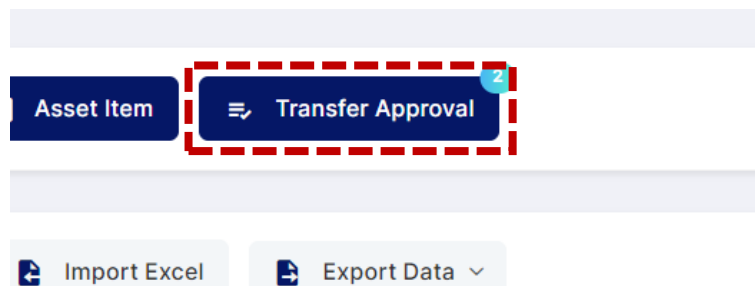 2
Asset Item Transfer Approval
Import Excel Export Data